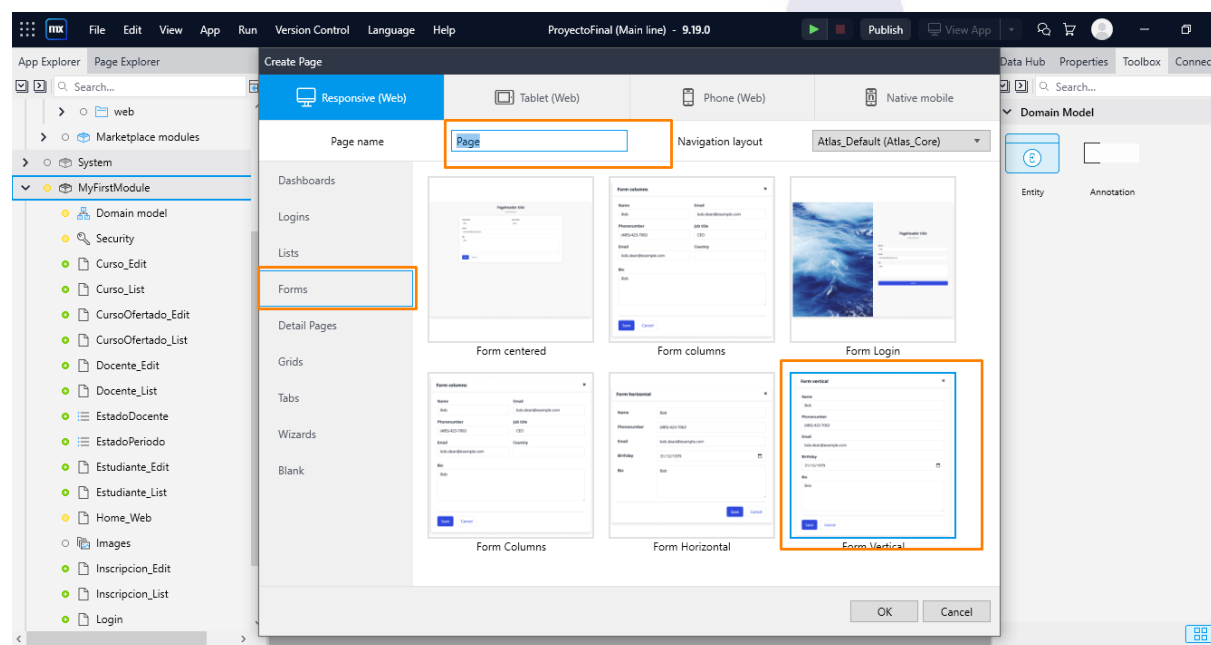 mx File Edit View App Run Version Control Language Help ProyectoFinal (Main line) - 9.19.0 Publish View App
App Explorer Page Explorer
Search...
web
Marketplace modules
System
MyFirstModule
Domain model
Security
Curso_Edit
Curso_List
CursoOfertado_Edit
CursoOfertado_List
Docente_Edit
Docente_List
EstadoDocente
EstadoPeriodo
Estudiante_Edit
Estudiante_List
Home_Web
Images
Inscripcion_Edit
Inscripcion_List
Login
Create Page
Responsive (Web) Tablet (Web) Phone (Web) Native mobile
Page name Page Navigation layout Atlas_Default (Atlas_Core)
Dashboards
Logins
Lists
Forms
Detail Pages
Grids
Tabs
Wizards
Blank
Form centered Form columns Form Login
Form Columns Form Horizontal Form Vertical
OK Cancel
Data Hub Properties Toolbox Connec
Search...
Domain Model
Entity Annotation